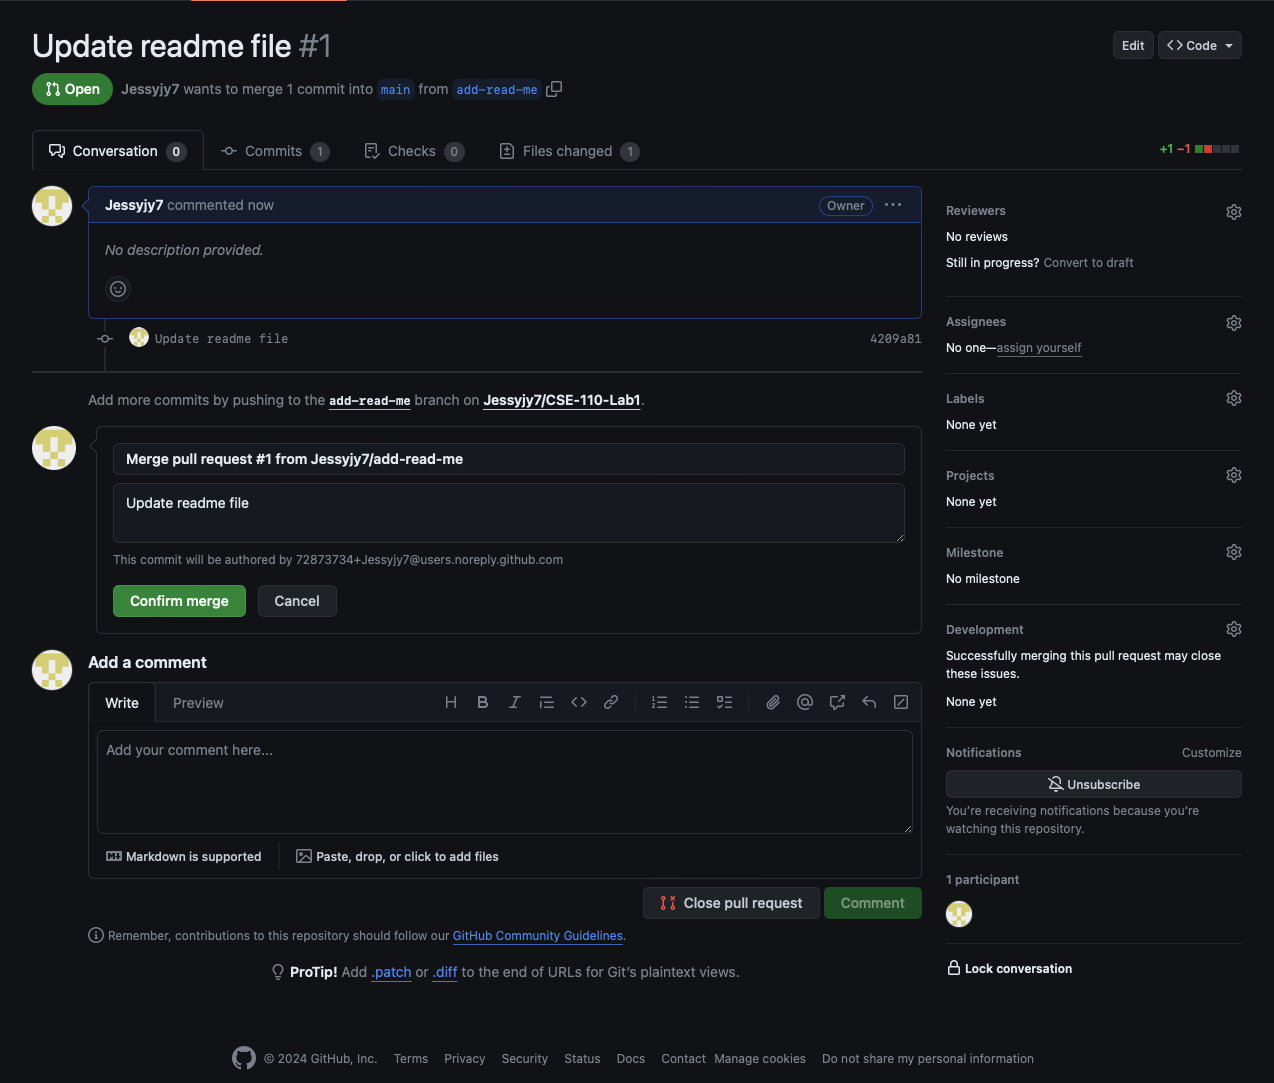 Update readme file #1
Edit
Code
Open
Jessyjy7 wants to merge 1 commit into main from add-read-me
Conversation 0
Commits 1
Checks 0
Files changed 1
+1 −1
Jessyjy7 commented now
Owner
No description provided.
Update readme file
4209a81
Add more commits by pushing to the add-read-me branch on Jessyjy7/CSE-110-Lab1.
Merge pull request #1 from Jessyjy7/add-read-me
Update readme file
This commit will be authored by 72873734+Jessyjy7@users.noreply.github.com
Confirm merge
Cancel
Add a comment
Write
Preview
Add your comment here...
Markdown is supported
Paste, drop, or click to add files
Close pull request
Comment
Remember, contributions to this repository should follow our GitHub Community Guidelines.
ProTip! Add .patch or .diff to the end of URLs for Git's plaintext views.
Reviewers
No reviews
Still in progress? Convert to draft
Assignees
No one—assign yourself
Labels
None yet
Projects
None yet
Milestone
No milestone
Development
Successfully merging this pull request may close
these issues.
None yet
Notifications
Customize
Unsubscribe
You're receiving notifications because you're
watching this repository.
1 participant
Lock conversation
© 2024 GitHub, Inc.
Terms
Privacy
Security
Status
Docs
Contact
Manage cookies
Do not share my personal information